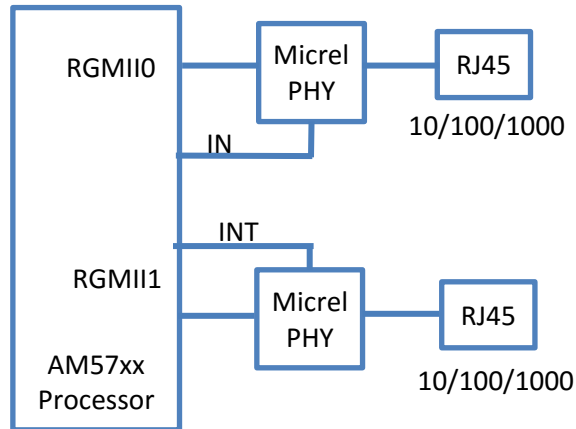 RGMII0
Micrel
PHY
RJ45
10/100/1000
IN
INT
RGMII1
Micrel
PHY
RJ45
10/100/1000
AM57xx
Processor